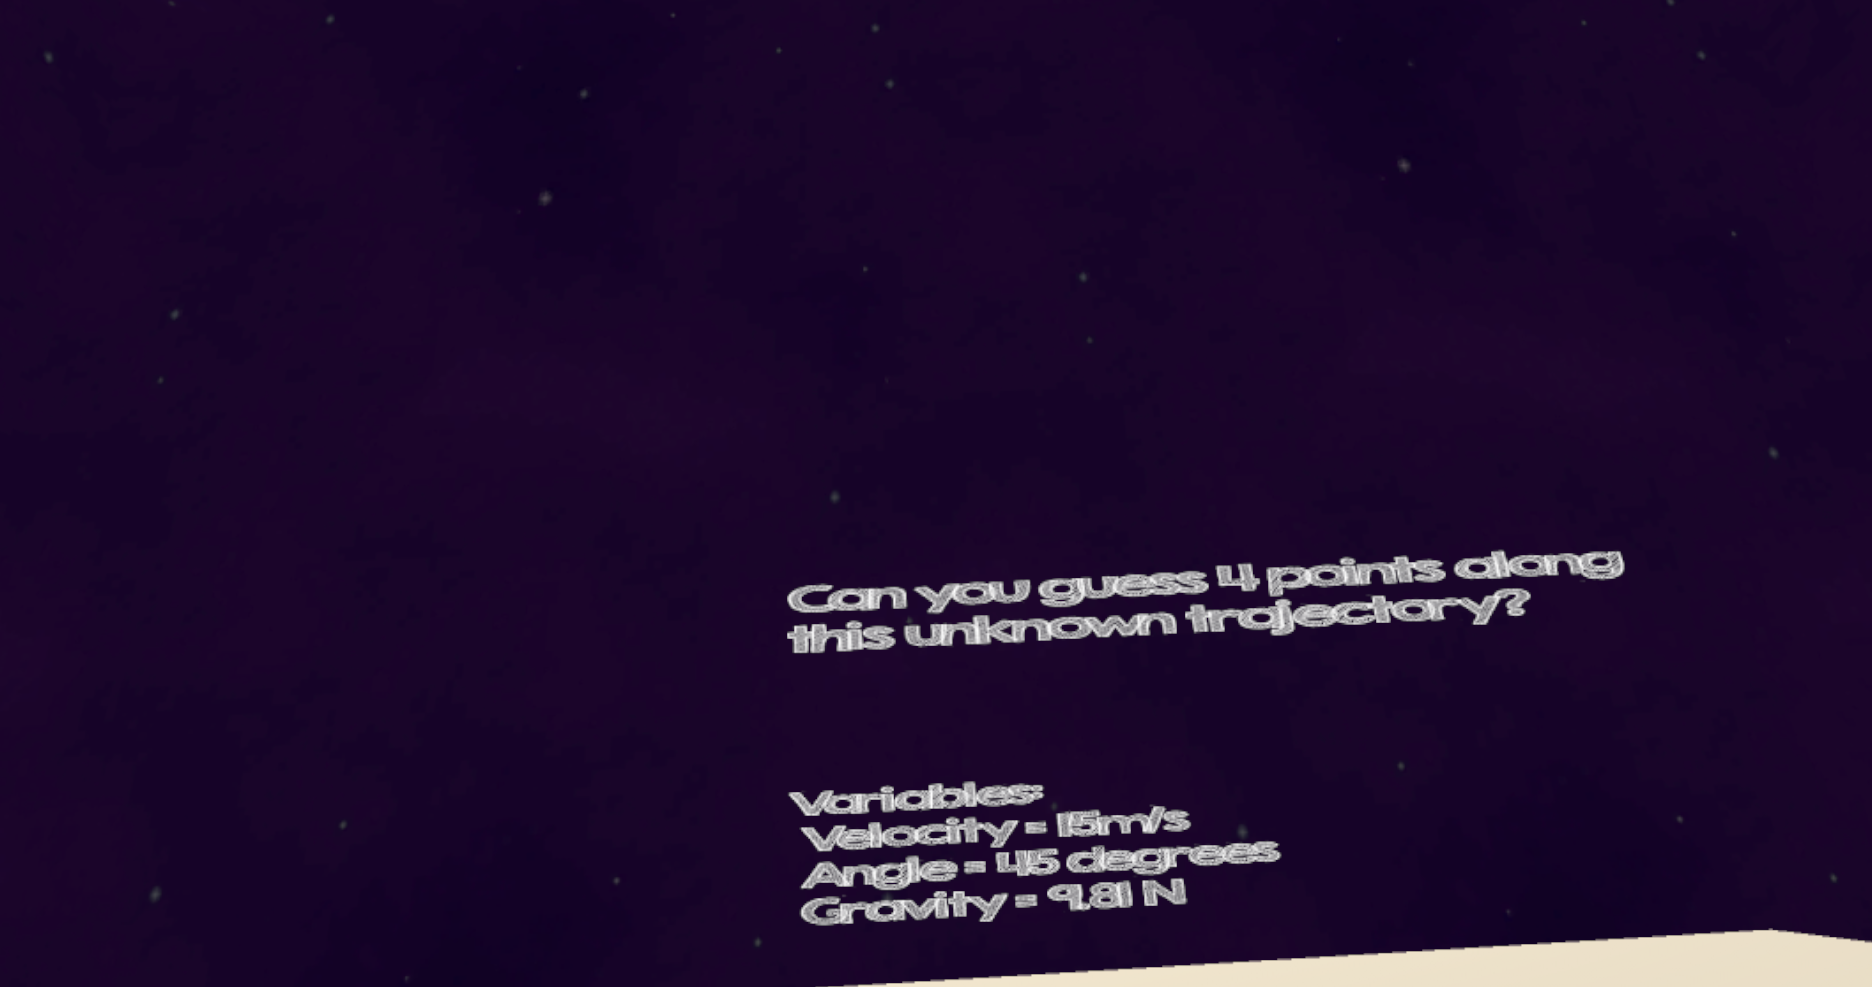 Can you guess 4 points along
this unknown trajectory?
Variables:
Velocity = 15m/s
Angle = 45 degrees
Gravity = 9.81 N